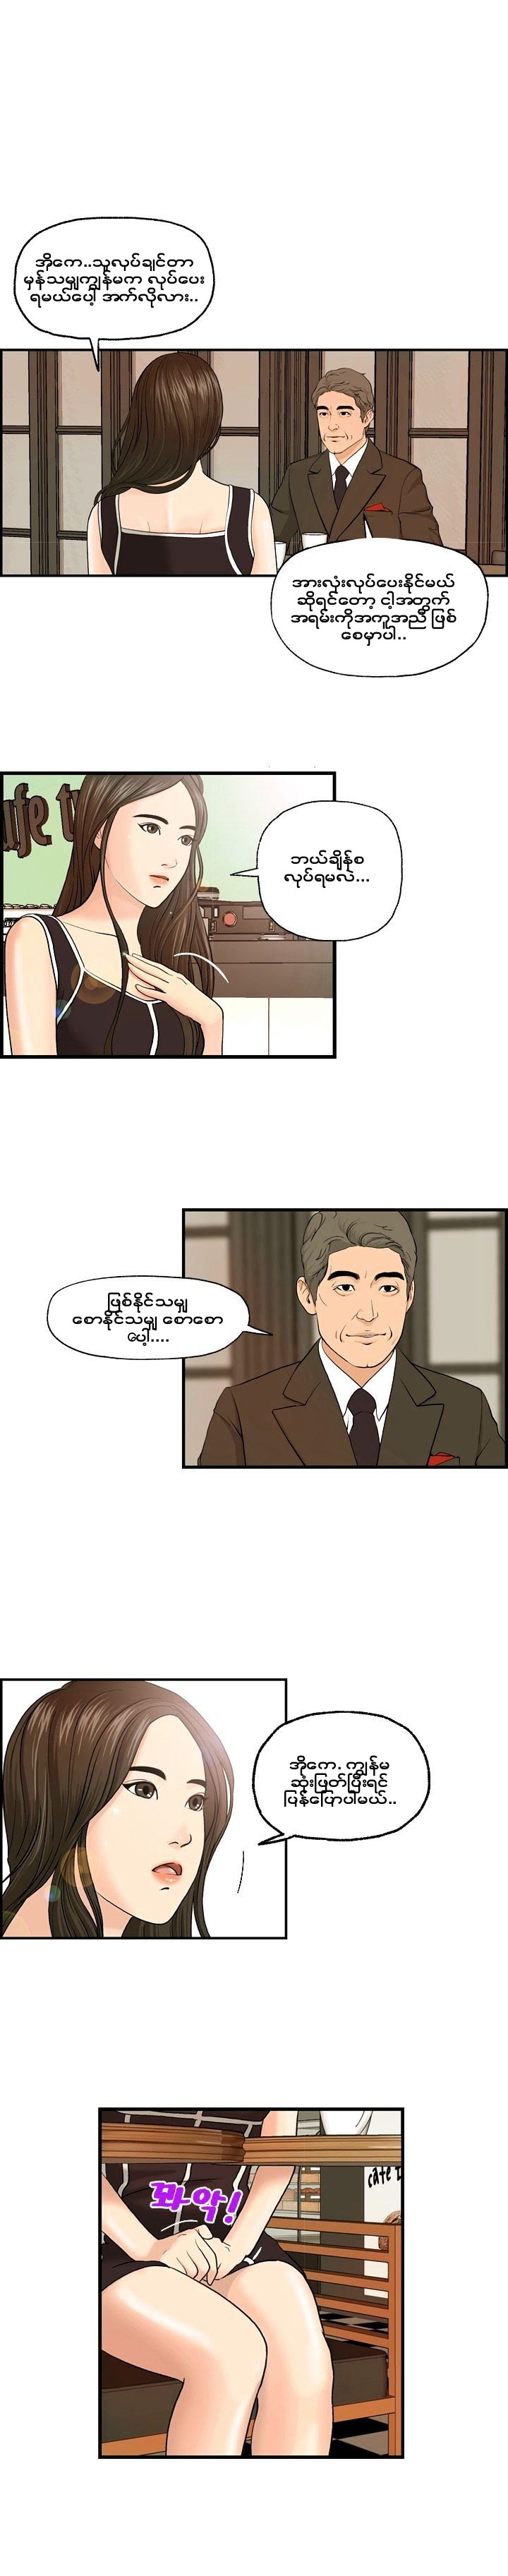 အိုကေ..သူလုပ်ချင်တာ
မှန်သမျှကျွန်မက လုပ်ပေး
ရမယ်ပေါ့ အက်လိုလား..
အားလုံးလုပ်ပေးနိုင်မယ်
ဆိုရင်တော့ ငါ့အတွက်
အရမ်းကိုအကူအညီ ဖြစ်
စေမှာပါ..
ဘယ်ချိန်စ
လုပ်ရမလဲ...
ဖြစ်နိုင်သမျှ
စောနိုင်သမျှ စောစော
ပေါ့....
အိုကေ. ကျွန်မ
ဆုံးဖြတ်ပြီးရင်
ပြန်ပြောပါမယ်..
꽈악!
cafe t